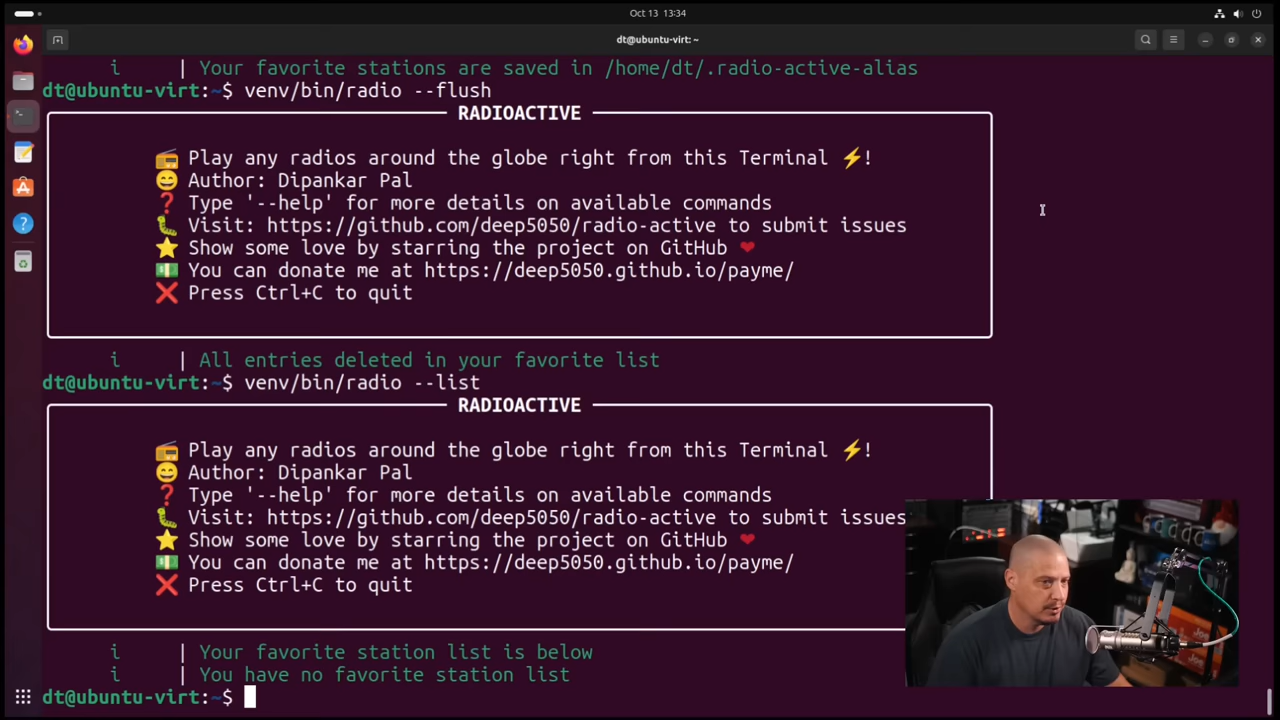 Oct 13 13:34
dt@ubuntu-virt: ~
i | Your favorite stations are saved in /home/dt/.radio-active-alias
dt@ubuntu-virt:~$ venv/bin/radio --flush
RADIOACTIVE
📻 Play any radios around the globe right from this Terminal ⚡!
😄 Author: Dipankar Pal
❓ Type '--help' for more details on available commands
🐛 Visit: https://github.com/deep5050/radio-active to submit issues
⭐ Show some love by starring the project on GitHub ❤
💵 You can donate me at https://deep5050.github.io/payme/
❌ Press Ctrl+C to quit
i | All entries deleted in your favorite list
dt@ubuntu-virt:~$ venv/bin/radio --list
RADIOACTIVE
📻 Play any radios around the globe right from this Terminal ⚡!
😄 Author: Dipankar Pal
❓ Type '--help' for more details on available commands
🐛 Visit: https://github.com/deep5050/radio-active to submit issues
⭐ Show some love by starring the project on GitHub ❤
💵 You can donate me at https://deep5050.github.io/payme/
❌ Press Ctrl+C to quit
i | Your favorite station list is below
i | You have no favorite station list
dt@ubuntu-virt:~$